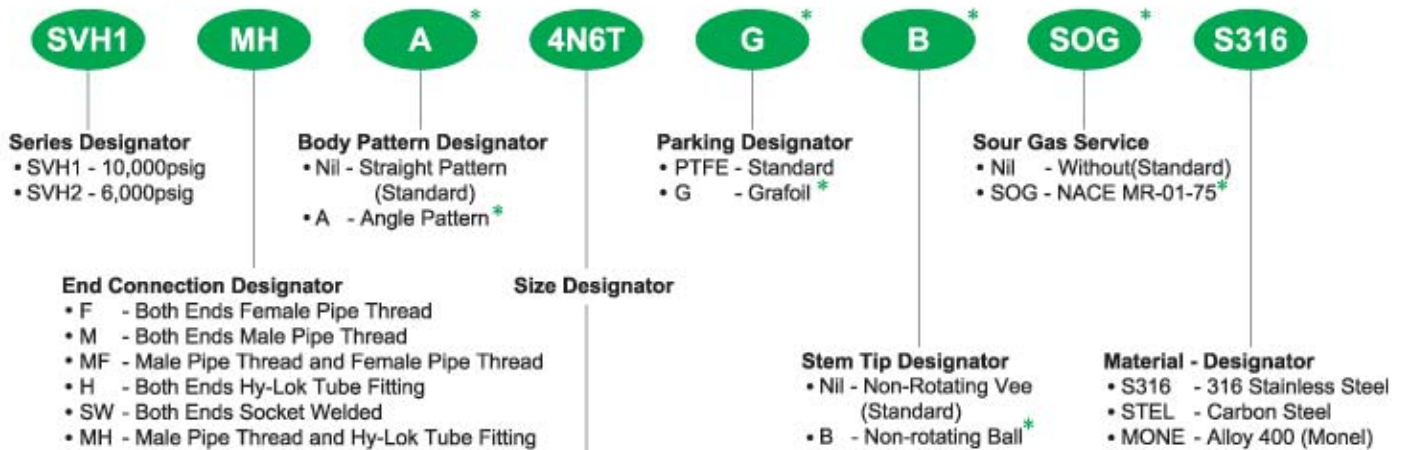 SVH1 MH A * 4N6T G * B * SOG * S316
Series Designator
• SVH1 - 10,000psig
• SVH2 - 6,000psig
Body Pattern Designator
• Nil - Straight Pattern
(Standard)
• A - Angle Pattern *
Parking Designator
• PTFE - Standard
• G - Grafoil *
Sour Gas Service
• Nil - Without(Standard)
• SOG - NACE MR-01-75*
End Connection Designator
• F - Both Ends Female Pipe Thread
• M - Both Ends Male Pipe Thread
• MF - Male Pipe Thread and Female Pipe Thread
• H - Both Ends Hy-Lok Tube Fitting
• SW - Both Ends Socket Welded
• MH - Male Pipe Thread and Hy-Lok Tube Fitting
Size Designator
Stem Tip Designator
• Nil - Non-Rotating Vee
(Standard)
• B - Non-rotating Ball*
Material - Designator
• S316 - 316 Stainless Steel
• STEL - Carbon Steel
• MONE - Alloy 400 (Monel)